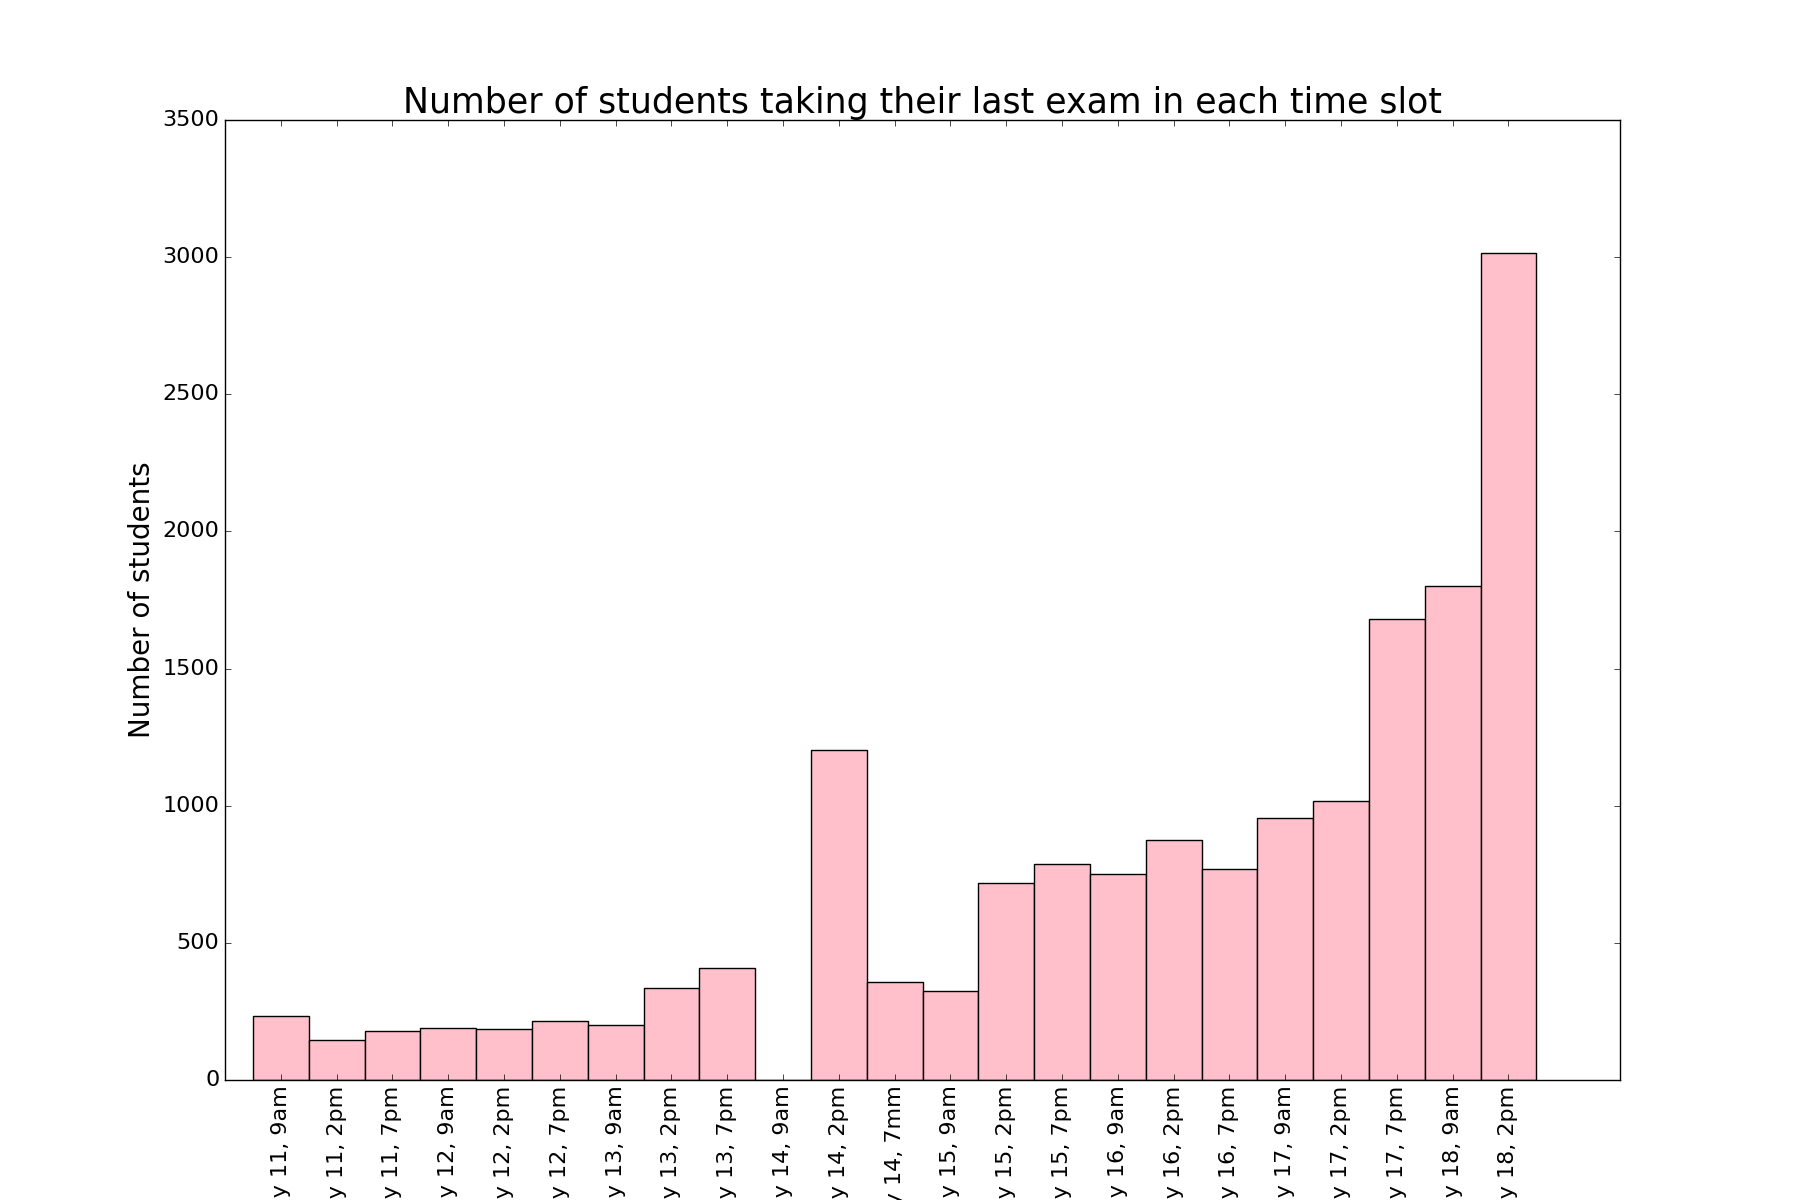 Number of students taking their last exam in each time slot
3500
3000
2500
2000
1500
1000
500
0
Number of students
y 11, 9am
y 11, 2pm
y 11, 7pm
y 12, 9am
y 12, 2pm
y 12, 7pm
y 13, 9am
y 13, 2pm
y 13, 7pm
y 14, 9am
y 14, 2pm
y 14, 7mm
y 15, 9am
y 15, 2pm
y 15, 7pm
y 16, 9am
y 16, 2pm
y 16, 7pm
y 17, 9am
y 17, 2pm
y 17, 7pm
y 18, 9am
y 18, 2pm